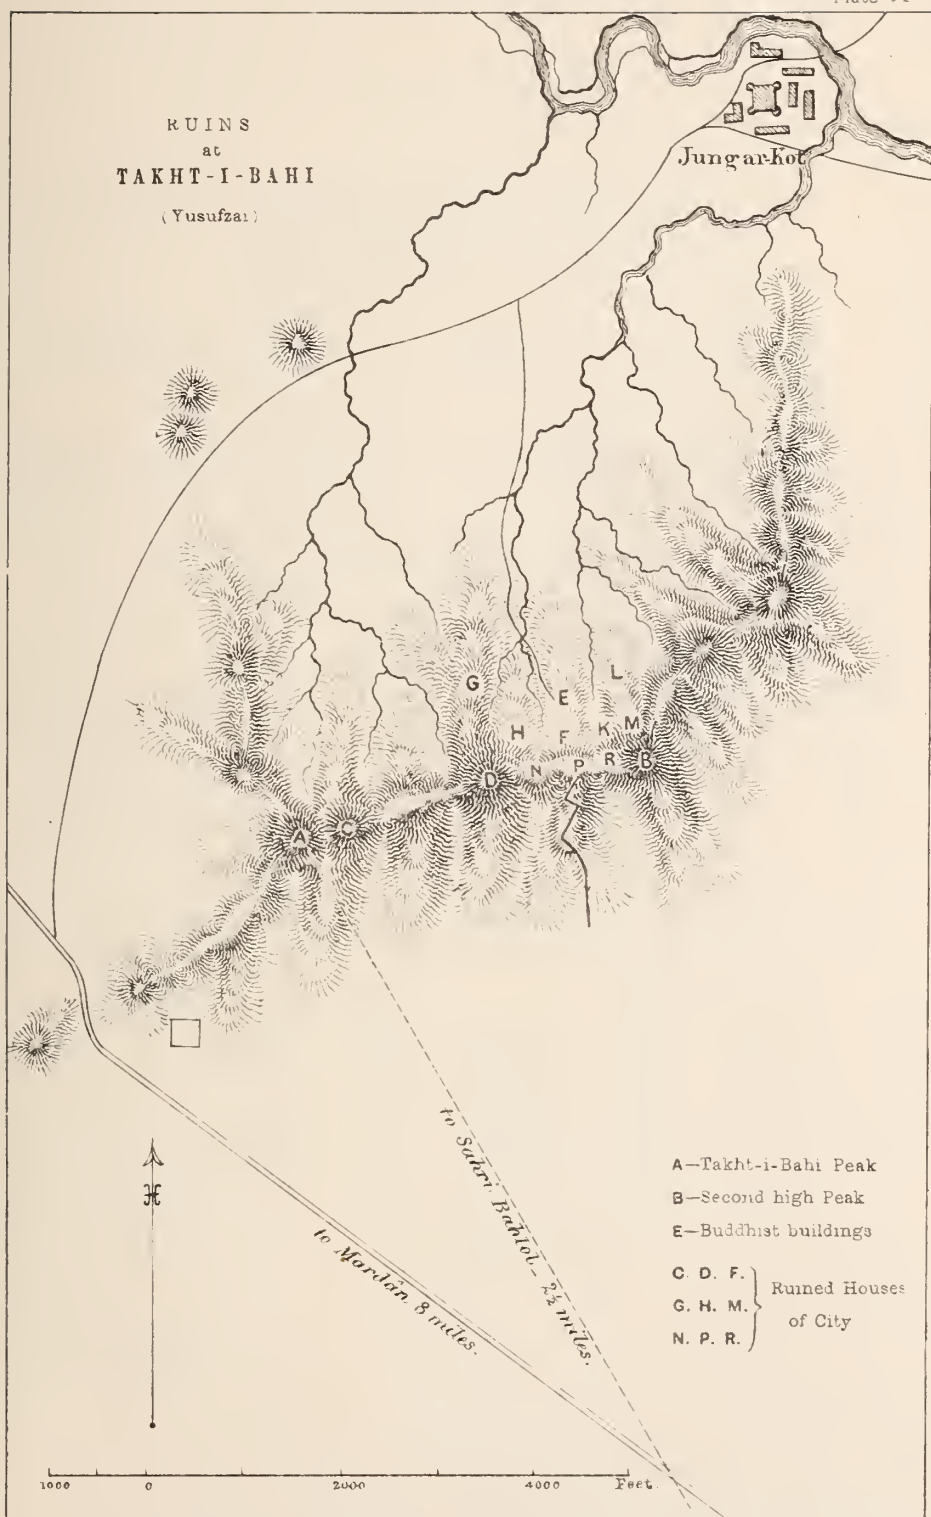 RUINS
at
TAKHT-I-BAHI
(Yusufzai)
Jungar-Kot
L
G
E
H
F
K
M
N
P
R
B
D
A
C
to Sahri Bahlol - 2½ miles.
to Mardân 8 miles.
A—Takht-i-Bahi Peak
B—Second high Peak
E—Buddhist buildings
C. D. F.
G. H. M.
N. P. R.
Ruined Houses
of City
1000 0 2000 4000 Feet.